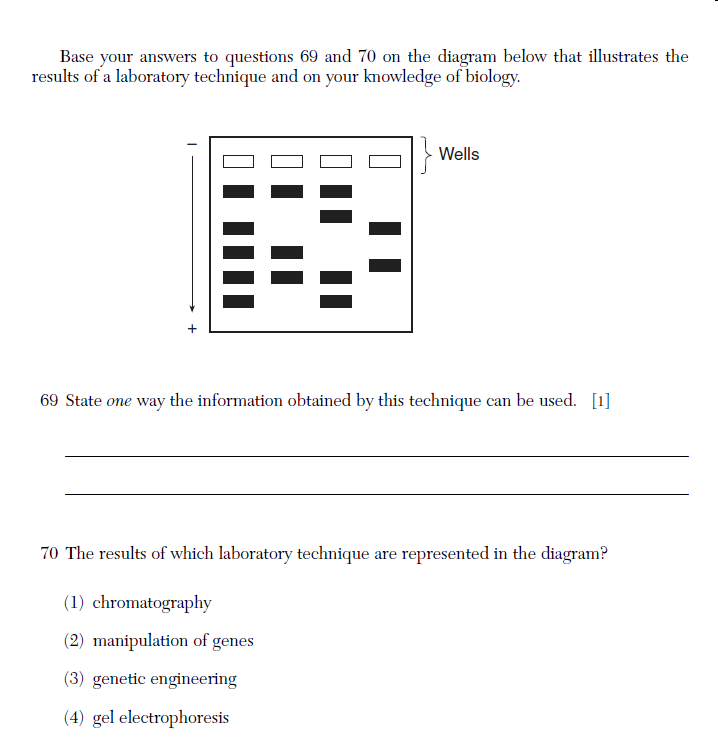 Base your answers to questions 69 and 70 on the diagram below that illustrates the
results of a laboratory technique and on your knowledge of biology.
–
Wells
+
69 State one way the information obtained by this technique can be used. [1]
70 The results of which laboratory technique are represented in the diagram?
(1) chromatography
(2) manipulation of genes
(3) genetic engineering
(4) gel electrophoresis